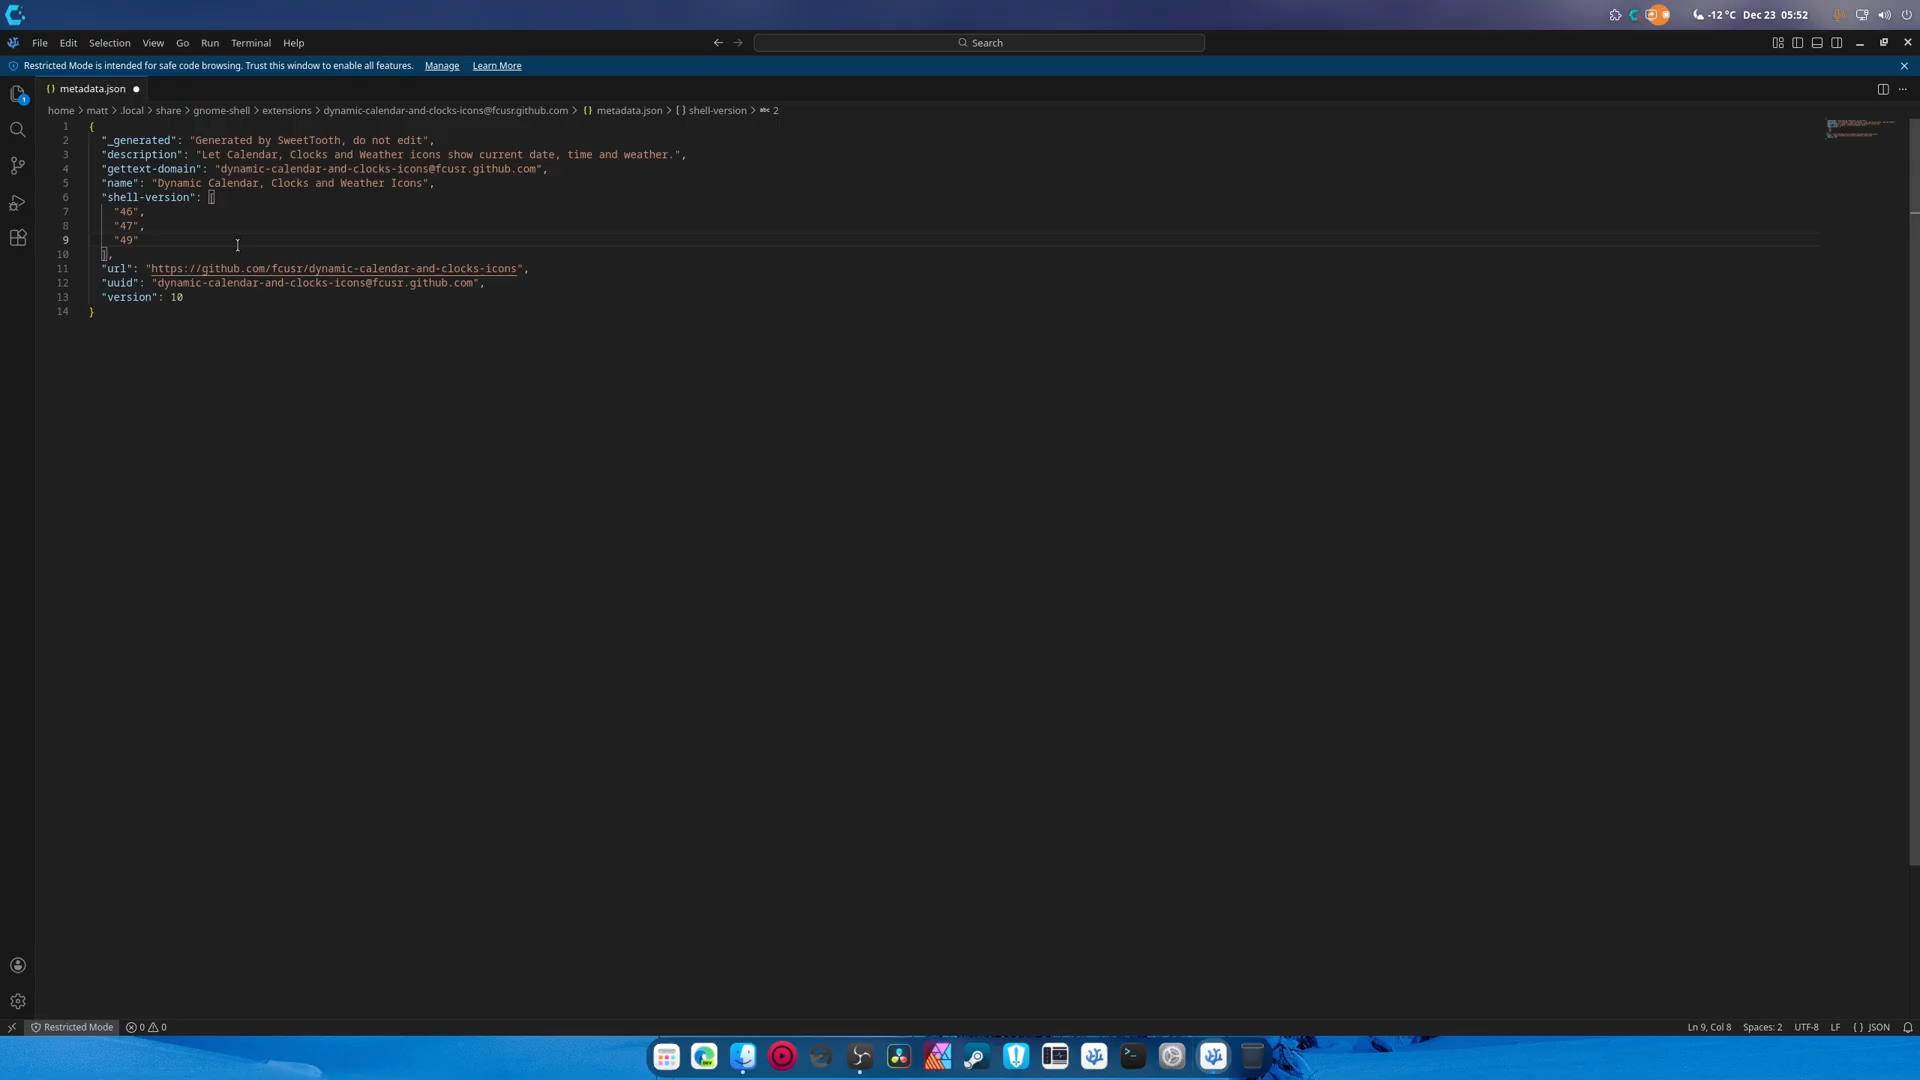 -12 °C Dec 23 05:52
File Edit Selection View Go Run Terminal Help
Search
Restricted Mode is intended for safe code browsing. Trust this window to enable all features. Manage Learn More
1
{} metadata.json
home > matt > .local > share > gnome-shell > extensions > dynamic-calendar-and-clocks-icons@fcusr.github.com > {} metadata.json > [ ] shell-version > abc 2
1 {
2 "_generated": "Generated by SweetTooth, do not edit",
3 "description": "Let Calendar, Clocks and Weather icons show current date, time and weather.",
4 "gettext-domain": "dynamic-calendar-and-clocks-icons@fcusr.github.com",
5 "name": "Dynamic Calendar, Clocks and Weather Icons",
6 "shell-version": [
7 "46",
8 "47",
9 "49"
10 ],
11 "url": "https://github.com/fcusr/dynamic-calendar-and-clocks-icons",
12 "uuid": "dynamic-calendar-and-clocks-icons@fcusr.github.com",
13 "version": 10
14 }
Restricted Mode 0 0
Ln 9, Col 8 Spaces: 2 UTF-8 LF {} JSON